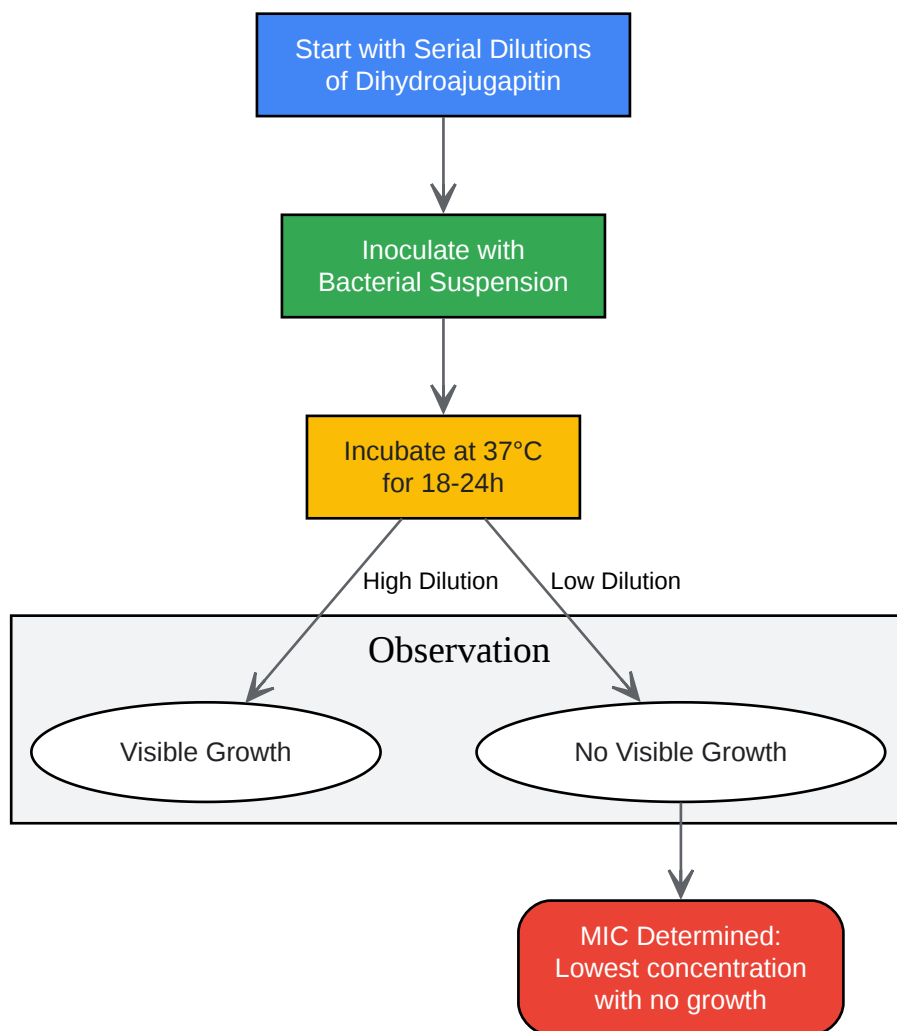 Start with Serial Dilutions
of Dihydroajugapitin
Inoculate with
Bacterial Suspension
Incubate at 37°C
for 18-24h
High Dilution
Low Dilution
Observation
Visible Growth
No Visible Growth
MIC Determined:
Lowest concentration
with no growth